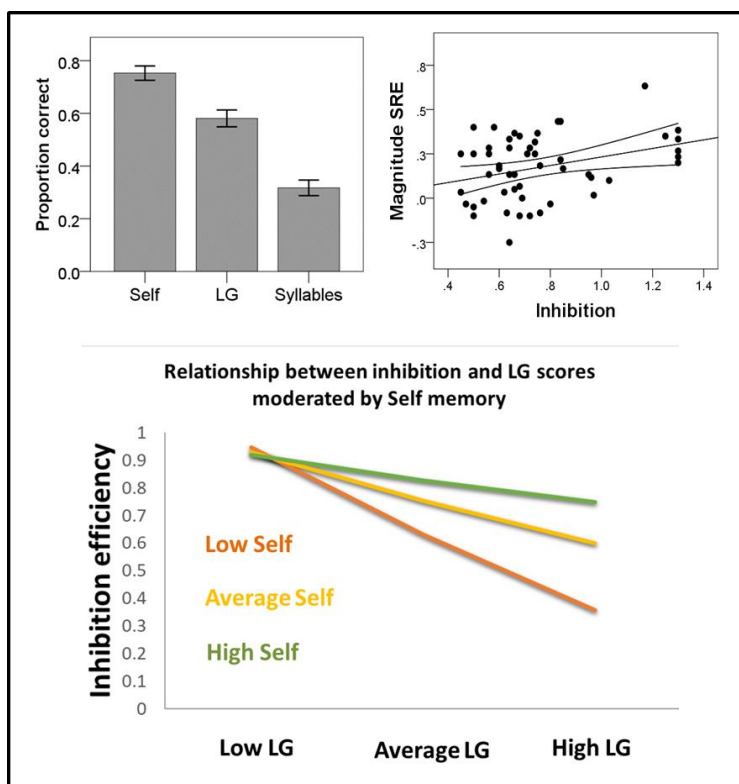 Proportion correct
0.8
0.6
0.4
0.2
0.0
Self LG Syllables
Magnitude SRE
.8
.5
.3
.0
-.3
.4 .6 .8 1.0 1.2 1.4
Inhibition
Relationship between inhibition and LG scores
moderated by Self memory
Inhibition efficiency
1
0.9
0.8
0.7
0.6
0.5
0.4
0.3
0.2
0.1
0
Low Self
Average Self
High Self
Low LG Average LG High LG